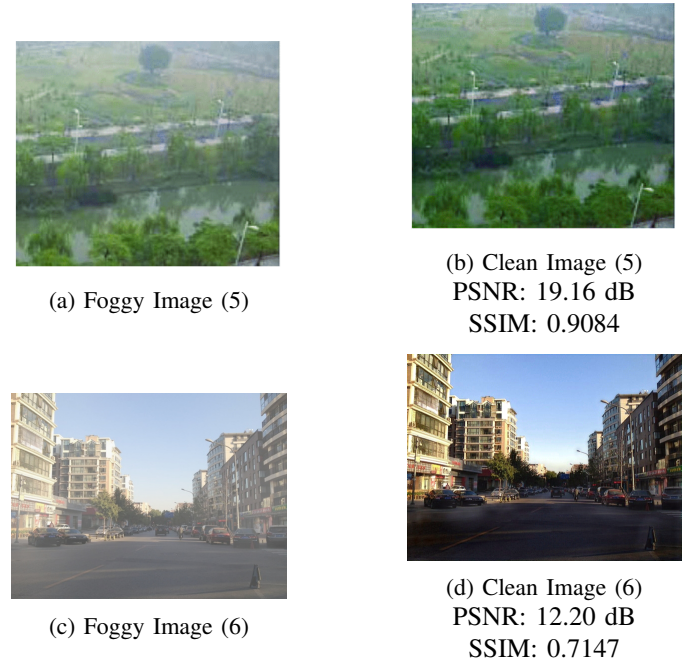 (a) Foggy Image (5)
(b) Clean Image (5)
PSNR: 19.16 dB
SSIM: 0.9084
(c) Foggy Image (6)
(d) Clean Image (6)
PSNR: 12.20 dB
SSIM: 0.7147